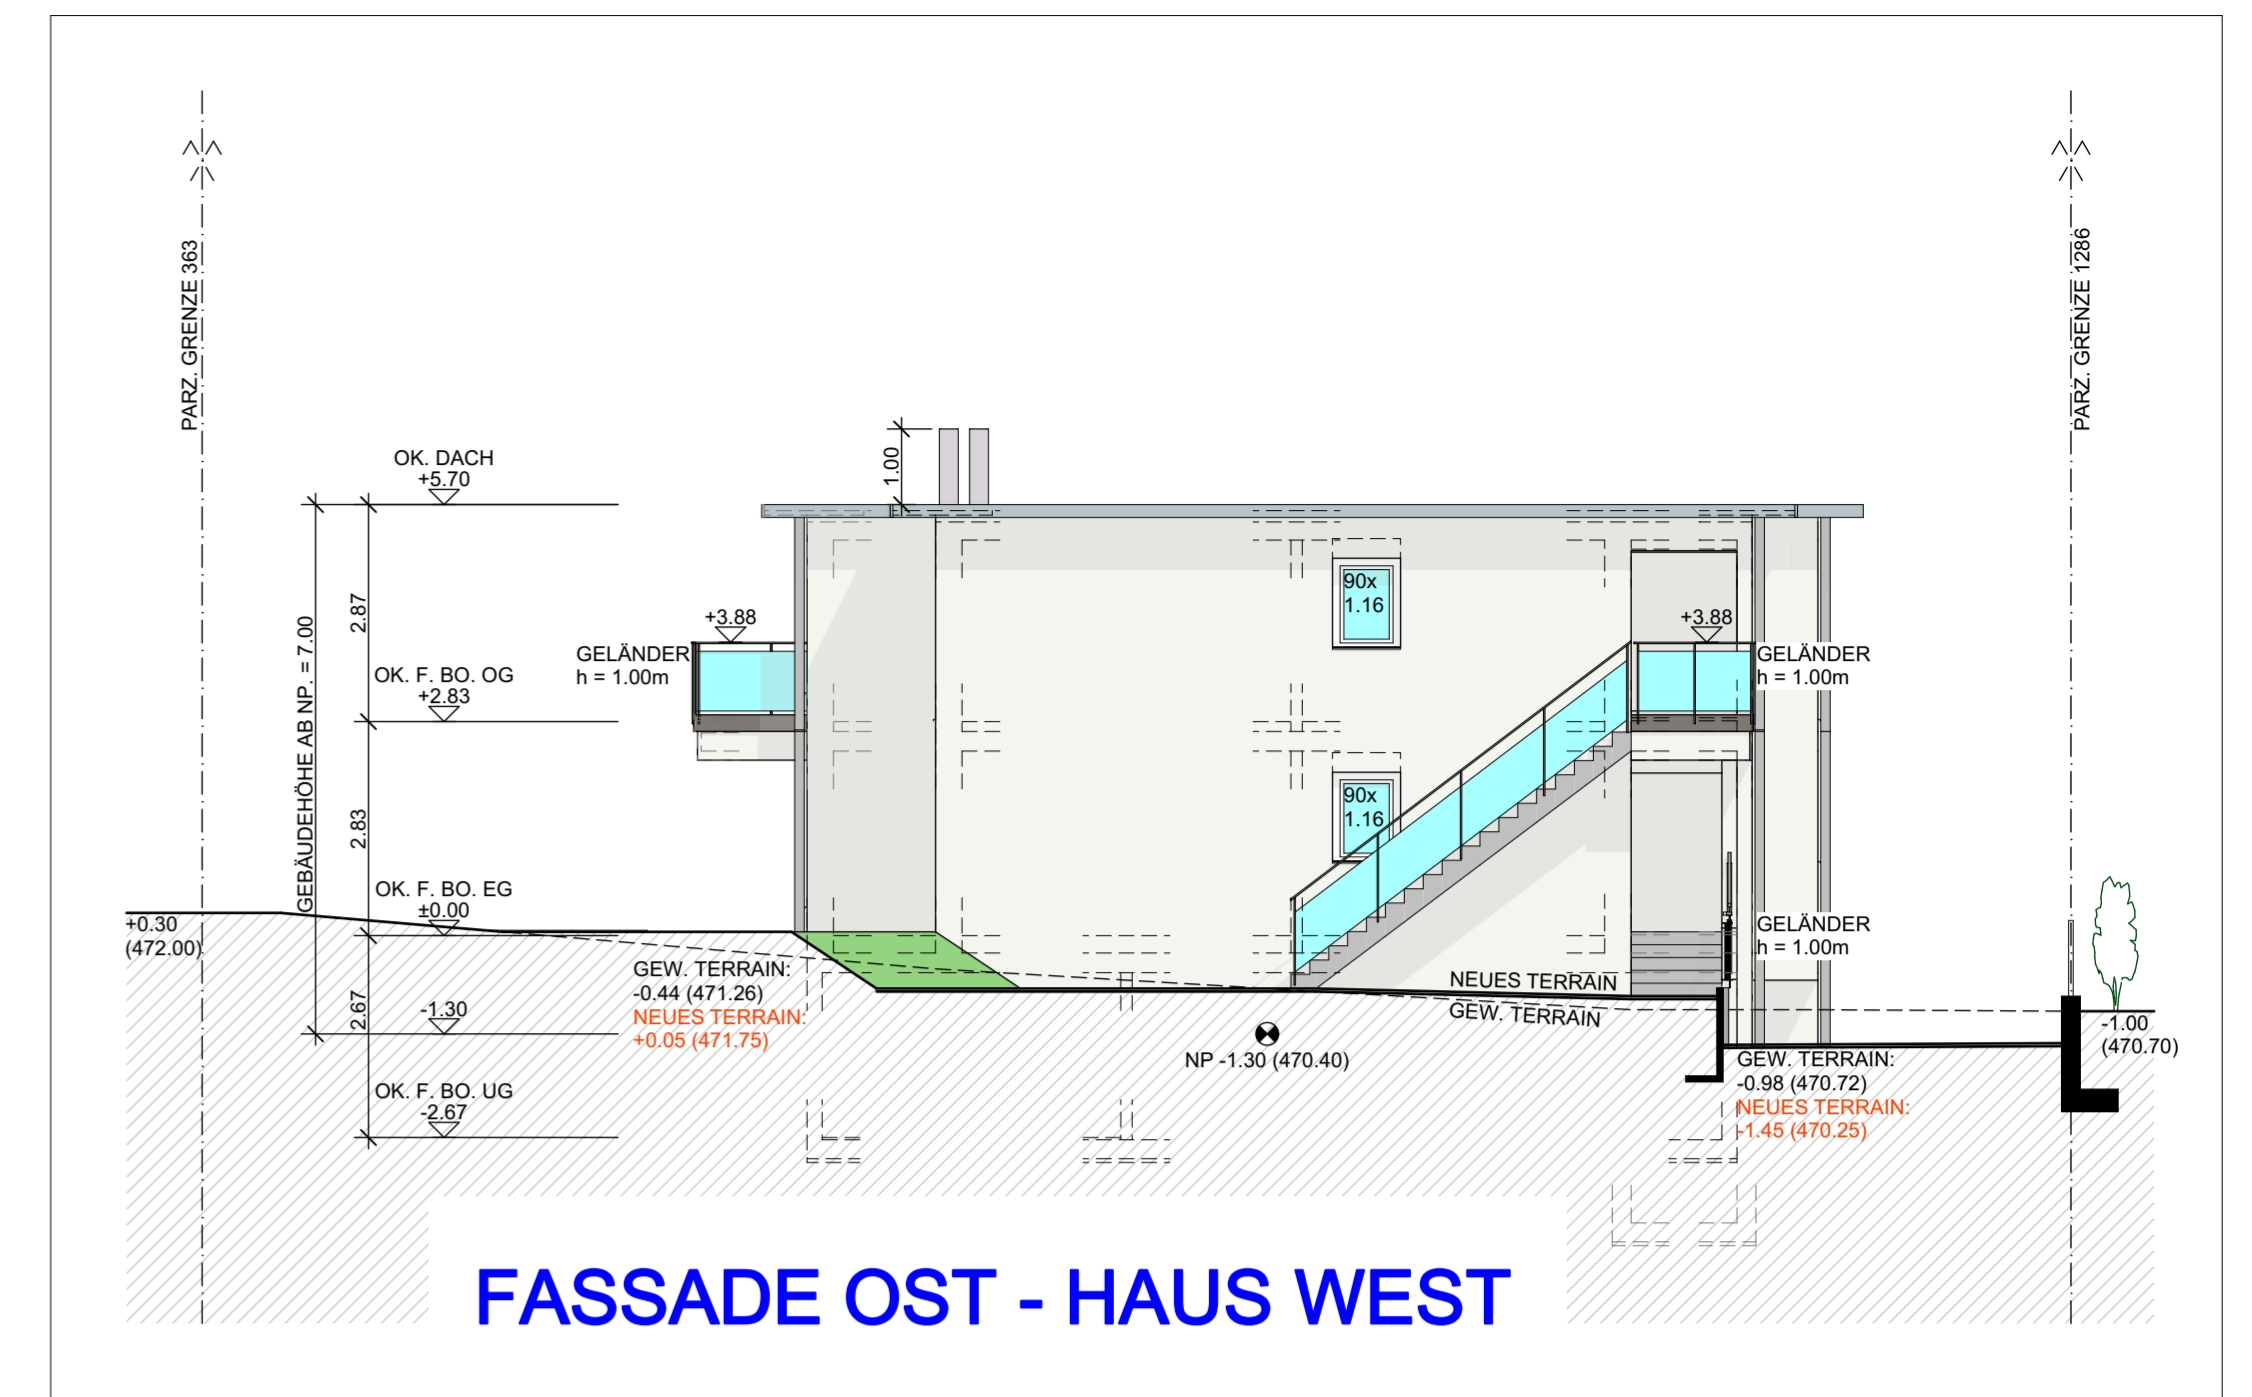 PARZ. GRENZE 363
PARZ. GRENZE 1286
1.00
OK. DACH
+5.70
GEBÄUDEHÖHE AB NP. = 7.00
2.87
90x
1.16
+3.88
+3.88
GELÄNDER
h = 1.00m
GELÄNDER
h = 1.00m
OK. F. BO. OG
+2.83
2.83
90x
1.16
OK. F. BO. EG
±0.00
+0.30
(472.00)
GELÄNDER
h = 1.00m
GEW. TERRAIN:
-0.44 (471.26)
NEUES TERRAIN:
+0.05 (471.75)
NEUES TERRAIN
GEW. TERRAIN
2.67
-1.30
NP -1.30 (470.40)
-1.00
(470.70)
GEW. TERRAIN:
-0.98 (470.72)
NEUES TERRAIN:
-1.45 (470.25)
OK. F. BO. UG
-2.67
FASSADE OST - HAUS WEST